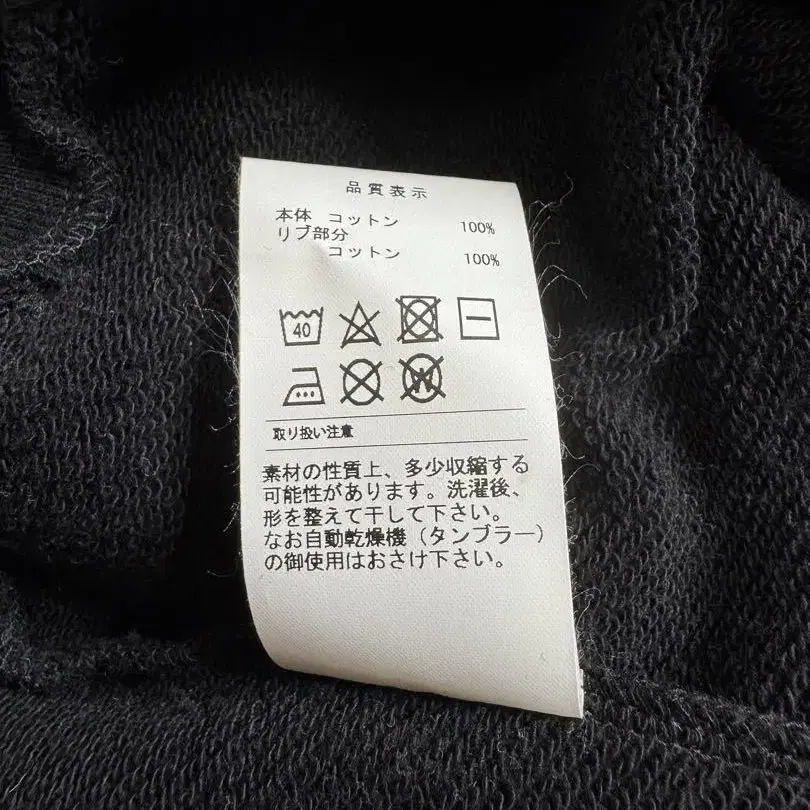 品質表示
本体 コットン 100%
リブ部分
コットン 100%
40
W
取り扱い注意
素材の性質上、多少収縮する
可能性があります。洗濯後、
形を整えて干して下さい。
なお自動乾燥機(タンブラー)
の御使用はおさけ下さい。